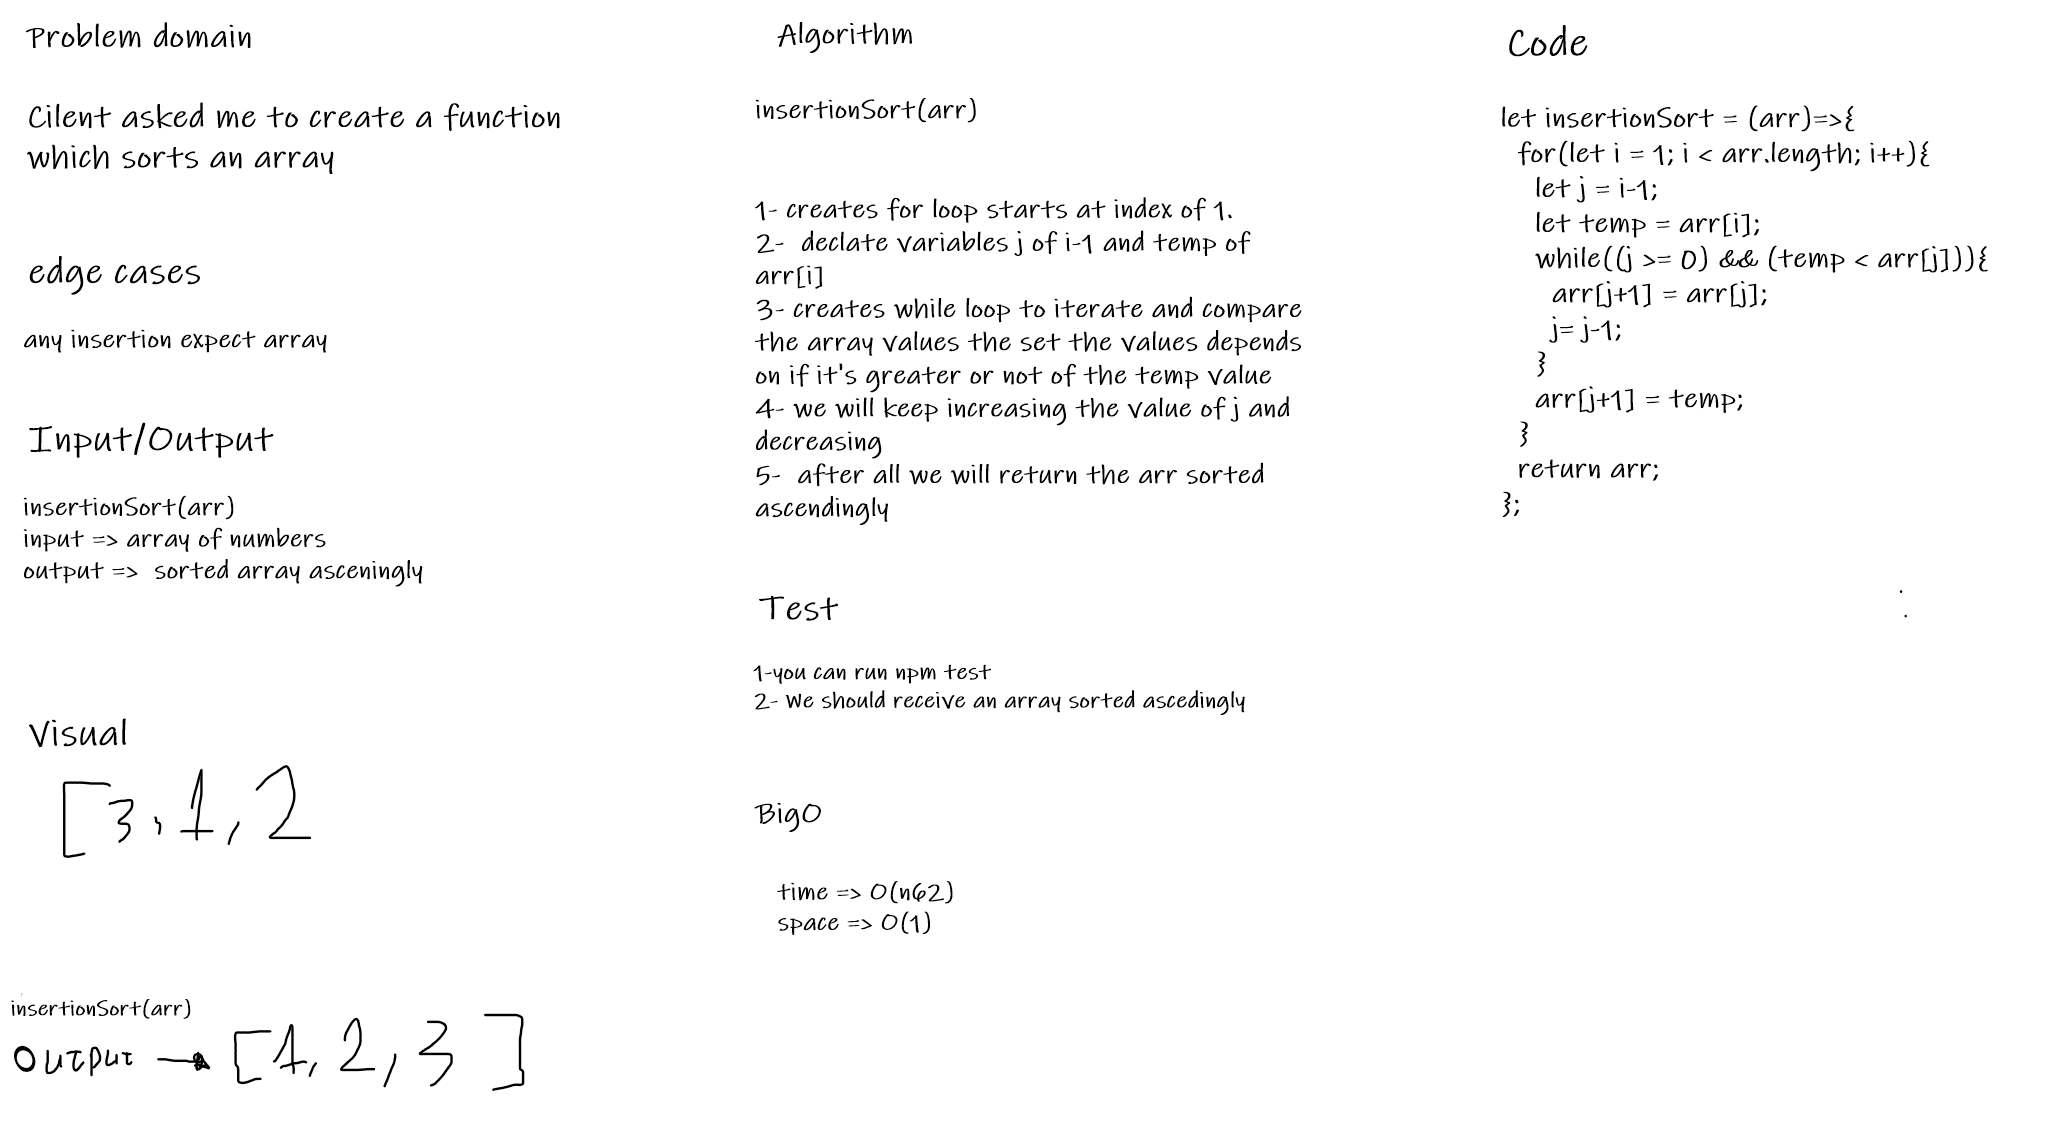 Problem domain
Cilent asked me to create a function
which sorts an array
edge cases
any insertion expect array
Input/Output
insertionSort(arr)
input => array of numbers
output => sorted array asceningly
Visual
[3,1,2
insertionSort(arr)
output → [1,2,3]
Algorithm
insertionSort(arr)
1- creates for loop starts at index of 1.
2- declate variables j of i-1 and temp of
arr[i]
3- creates while loop to iterate and compare
the array values the set the values depends
on if it's greater or not of the temp value
4- we will keep increasing the value of j and
decreasing
5- after all we will return the arr sorted
ascendingly
Test
1-you can run npm test
2- We should receive an array sorted ascedingly
BigO
time => O(n62)
space => O(1)
Code
let insertionSort = (arr)=>{
for(let i = 1; i < arr.length; i++){
let j = i-1;
let temp = arr[i];
while((j >= 0) && (temp < arr[j])){
arr[j+1] = arr[j];
j= j-1;
}
arr[j+1] = temp;
}
return arr;
};